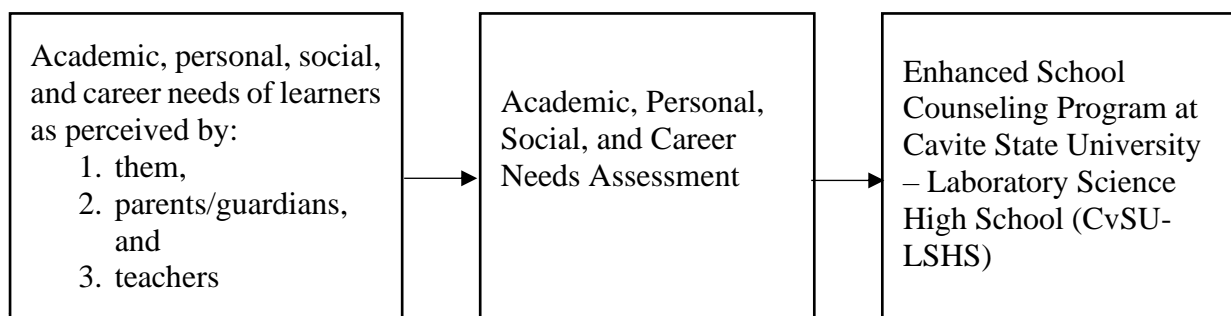 Academic, personal, social,
and career needs of learners
as perceived by:
1. them,
2. parents/guardians,
and
3. teachers
Academic, Personal,
Social, and Career
Needs Assessment
Enhanced School
Counseling Program at
Cavite State University
– Laboratory Science
High School (CvSU-
LSHS)